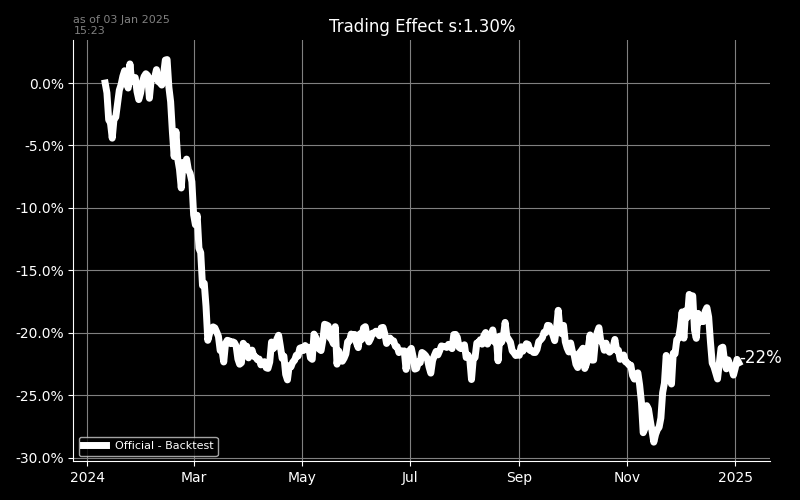 as of 03 Jan 2025
15:23
Trading Effect s:1.30%
0.0%
-5.0%
-10.0%
-15.0%
-20.0%
-25.0%
-30.0%
-22%
Official - Backtest
2024
Mar
May
Jul
Sep
Nov
2025